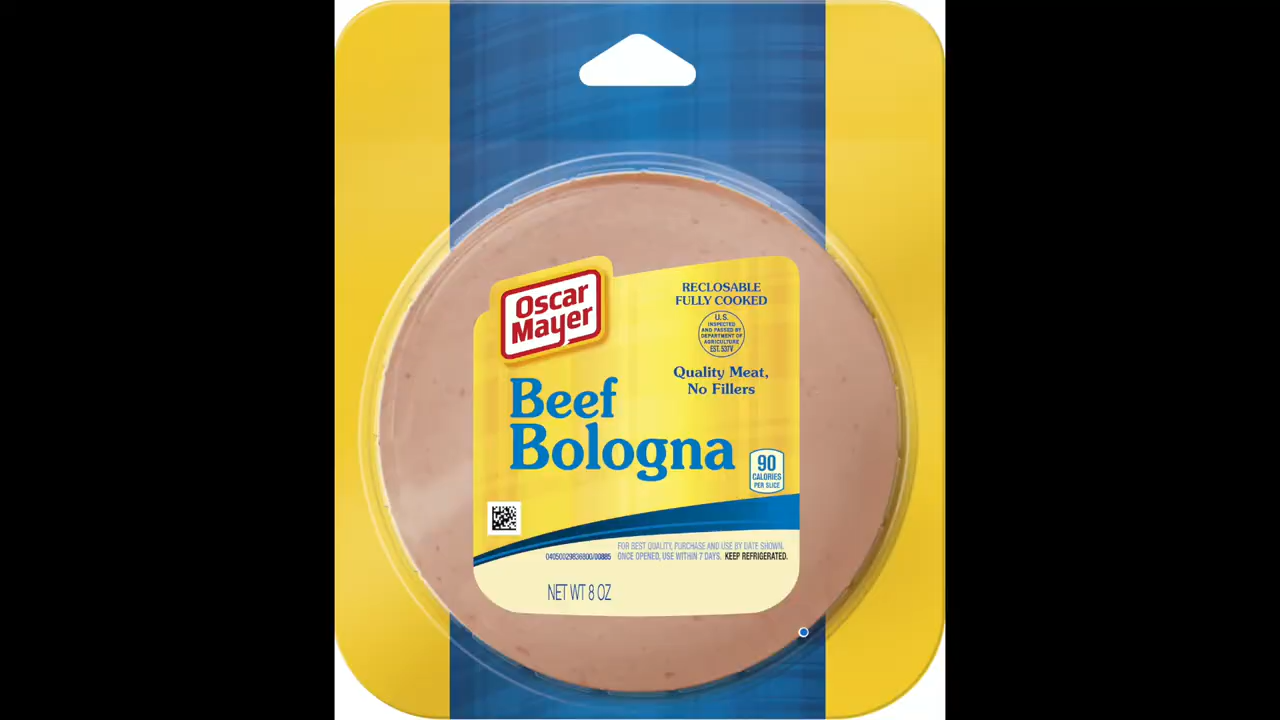 Oscar
Mayer
RECLOSABLE
FULLY COOKED
U.S.
INSPECTED
AND PASSED BY
DEPARTMENT OF
AGRICULTURE
EST. 537V
Quality Meat,
No Fillers
Beef
Bologna
90
CALORIES
PER SLICE
FOR BEST QUALITY, PURCHASE AND USE BY DATE SHOWN.
04050029836800/00885 ONCE OPENED, USE WITHIN 7 DAYS. KEEP REFRIGERATED.
NET WT 8 OZ